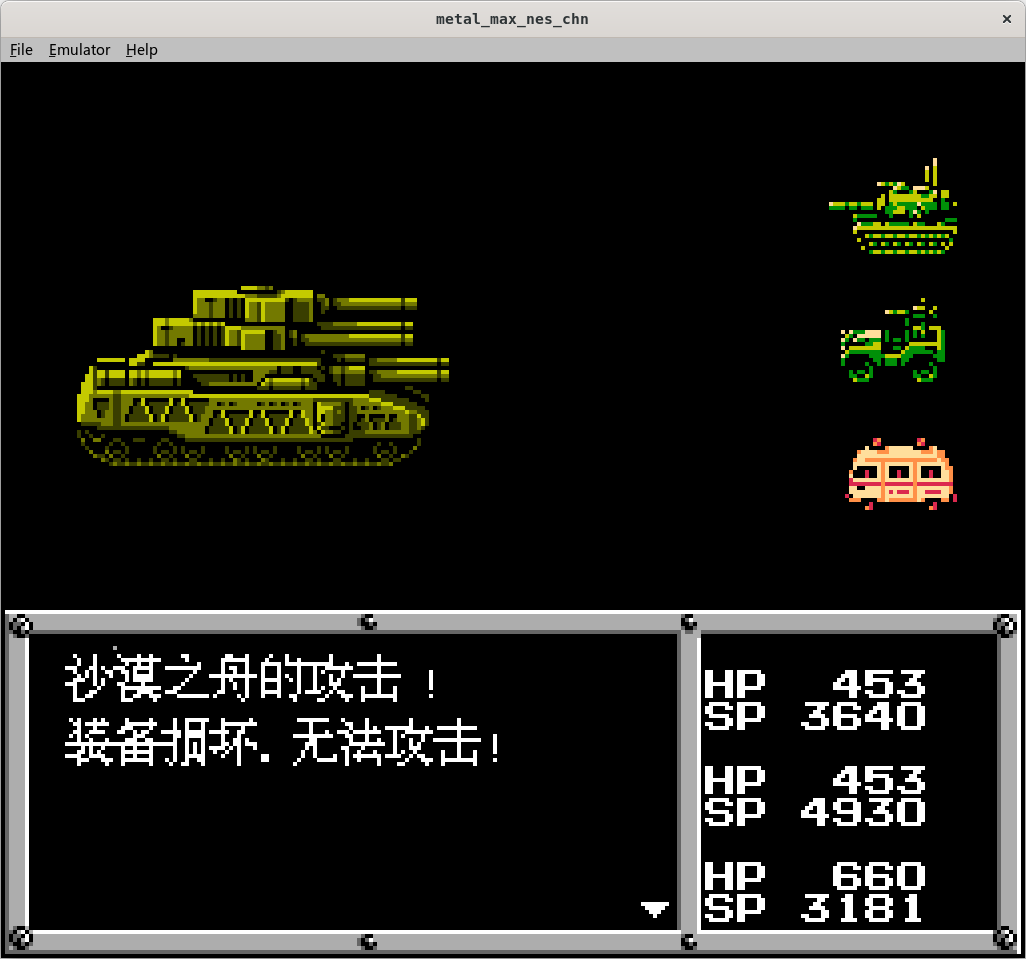 metal_max_nes_chn
×
File Emulator Help
沙漠之舟的攻击 !
装备损坏. 无法攻击!
HP 453
SP 3640
HP 453
SP 4930
HP 660
SP 3181